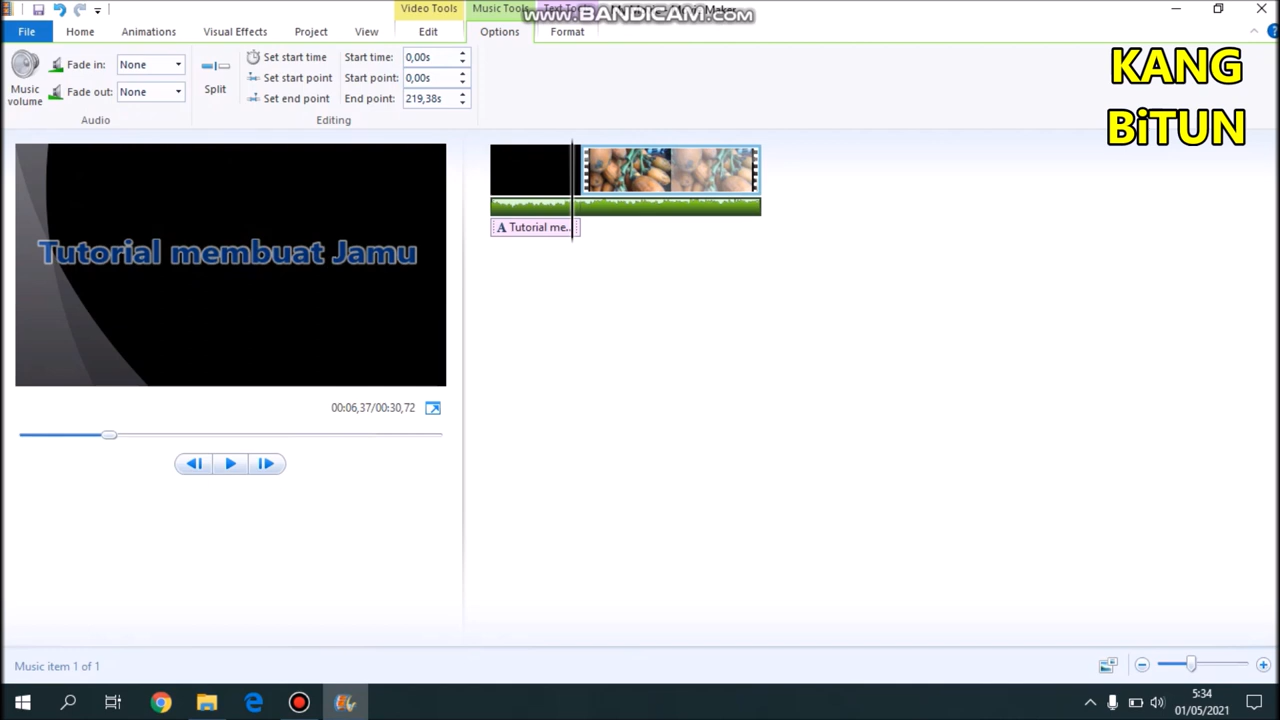 Video Tools
Music Tools
Text Tools
www.BANDICAM.com
Maker
File
Home
Animations
Visual Effects
Project
View
Edit
Options
Format
Music volume
Fade in: None
Fade out: None
Audio
Split
Set start time
Set start point
Set end point
Start time: 0,00s
Start point: 0,00s
End point: 219,38s
Editing
KANG
BiTUN
Tutorial membuat Jamu
A Tutorial me...
00:06,37/00:30,72
Music item 1 of 1
5:34
01/05/2021